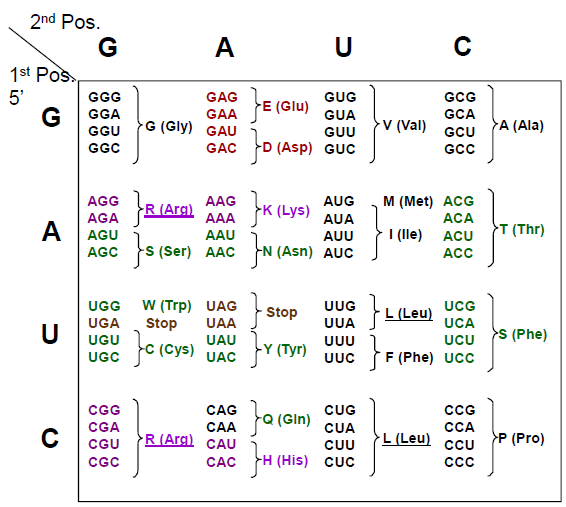 2nd Pos.
G A U C
1st Pos.
5’
G
GGG GAG GUG GCG
GGA GAA GUA GCA
GGU GAU GUU GCU
GGC GAC GUC GCC
G (Gly) E (Glu) D (Asp) V (Val) A (Ala)
A
AGG AAG AUG ACG
AGA AAA AUA ACA
AGU AAU AUU ACU
AGC AAC AUC ACC
R (Arg) K (Lys) M (Met) T (Thr)
S (Ser) N (Asn) I (Ile)
U
UGG W (Trp) UAG UUG UCG
UGA Stop UAA Stop UUA L (Leu) UCA
UGU UAU UUU UCU S (Phe)
UGC C (Cys) UAC Y (Tyr) UUC F (Phe) UCC
C
CGG CAG CUG CCG
CGA CAA Q (Gln) CUA CCA
CGU R (Arg) CAU CUU L (Leu) CCU P (Pro)
CGC CAC H (His) CUC CCC